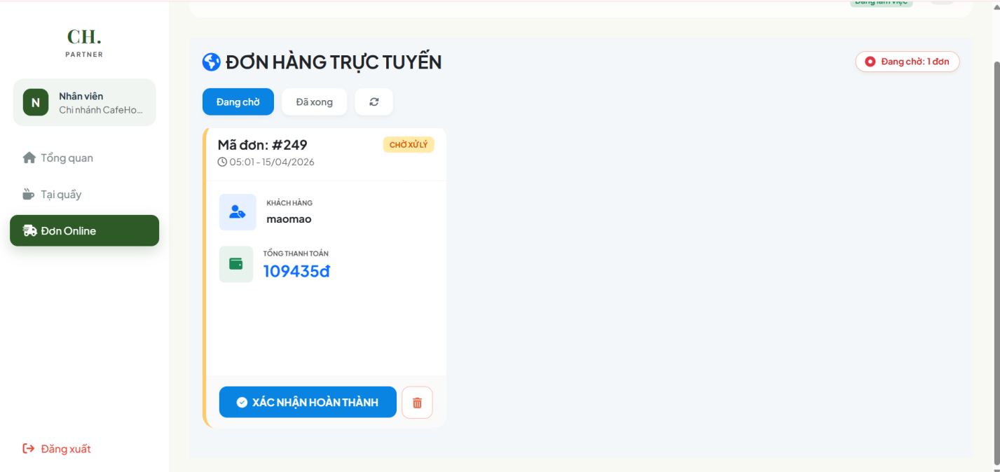 Đang làm việc
CH.
PARTNER
N
Nhân viên
Chi nhánh CafeHo...
Tổng quan
Tại quầy
Đơn Online
Đăng xuất
ĐƠN HÀNG TRỰC TUYẾN
Đang chờ: 1 đơn
Đang chờ
Đã xong
Mã đơn: #249
CHỜ XỬ LÝ
05:01 - 15/04/2026
KHÁCH HÀNG
maomao
TỔNG THANH TOÁN
109435đ
XÁC NHẬN HOÀN THÀNH